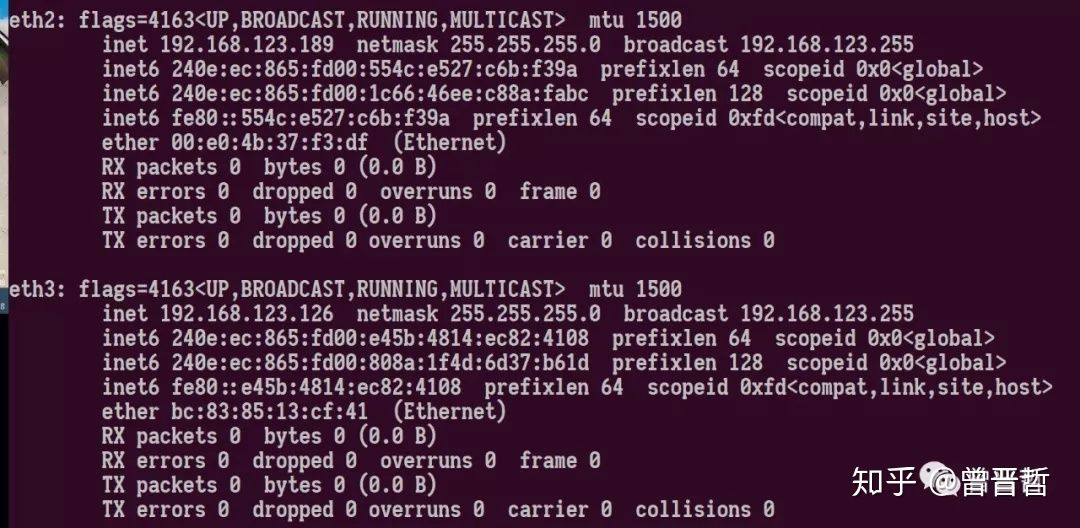 eth2: flags=4163<UP,BROADCAST,RUNNING,MULTICAST>  mtu 1500
inet 192.168.123.189  netmask 255.255.255.0  broadcast 192.168.123.255
inet6 240e:ec:865:fd00:554c:e527:c6b:f39a  prefixlen 64  scopeid 0x0<global>
inet6 240e:ec:865:fd00:1c66:46ee:c88a:fabc  prefixlen 128  scopeid 0x0<global>
inet6 fe80::554c:e527:c6b:f39a  prefixlen 64  scopeid 0xfd<compat,link,site,host>
ether 00:e0:4b:37:f3:df  (Ethernet)
RX packets 0  bytes 0 (0.0 B)
RX errors 0  dropped 0  overruns 0  frame 0
TX packets 0  bytes 0 (0.0 B)
TX errors 0  dropped 0 overruns 0  carrier 0  collisions 0
eth3: flags=4163<UP,BROADCAST,RUNNING,MULTICAST>  mtu 1500
inet 192.168.123.126  netmask 255.255.255.0  broadcast 192.168.123.255
inet6 240e:ec:865:fd00:e45b:4814:ec82:4108  prefixlen 64  scopeid 0x0<global>
inet6 240e:ec:865:fd00:808a:1f4d:6d37:b61d  prefixlen 128  scopeid 0x0<global>
inet6 fe80::e45b:4814:ec82:4108  prefixlen 64  scopeid 0xfd<compat,link,site,host>
ether bc:83:85:13:cf:41  (Ethernet)
RX packets 0  bytes 0 (0.0 B)
RX errors 0  dropped 0  overruns 0  frame 0
TX packets 0  bytes 0 (0.0 B)
TX errors 0  dropped 0 overruns 0  carrier 0  collisions 0
知乎 @曾晋哲